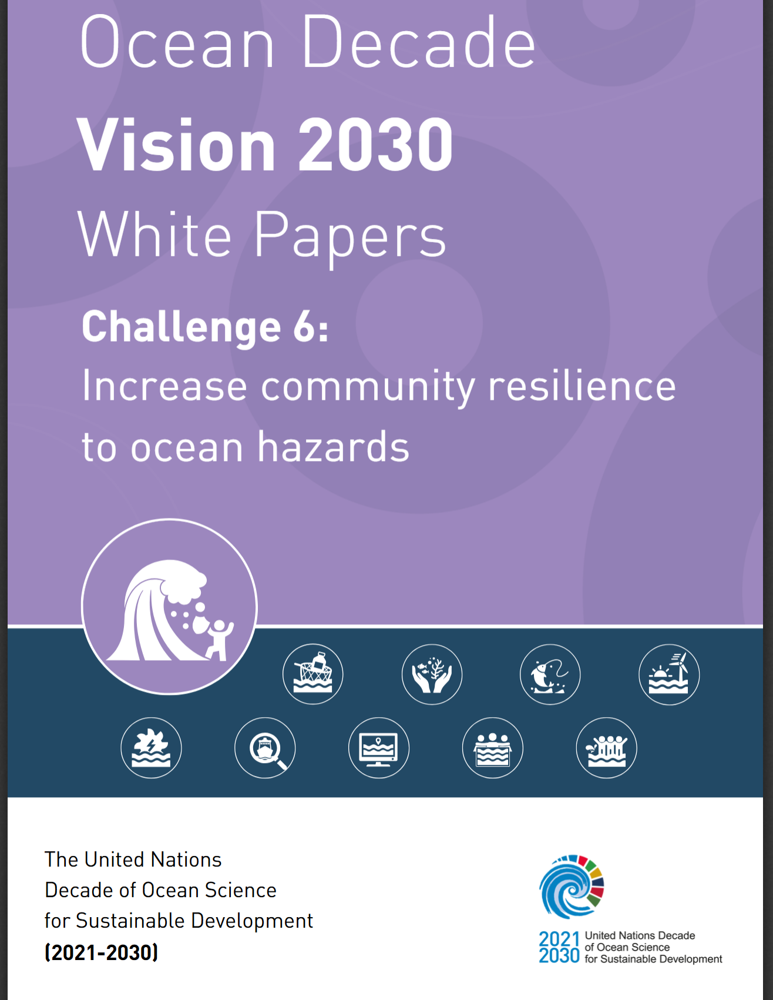 Ocean Decade
Vision 2030
White Papers
Challenge 6:
Increase community resilience
to ocean hazards
The United Nations
Decade of Ocean Science
for Sustainable Development
(2021-2030)
2021
2030
United Nations Decade
of Ocean Science
for Sustainable Development